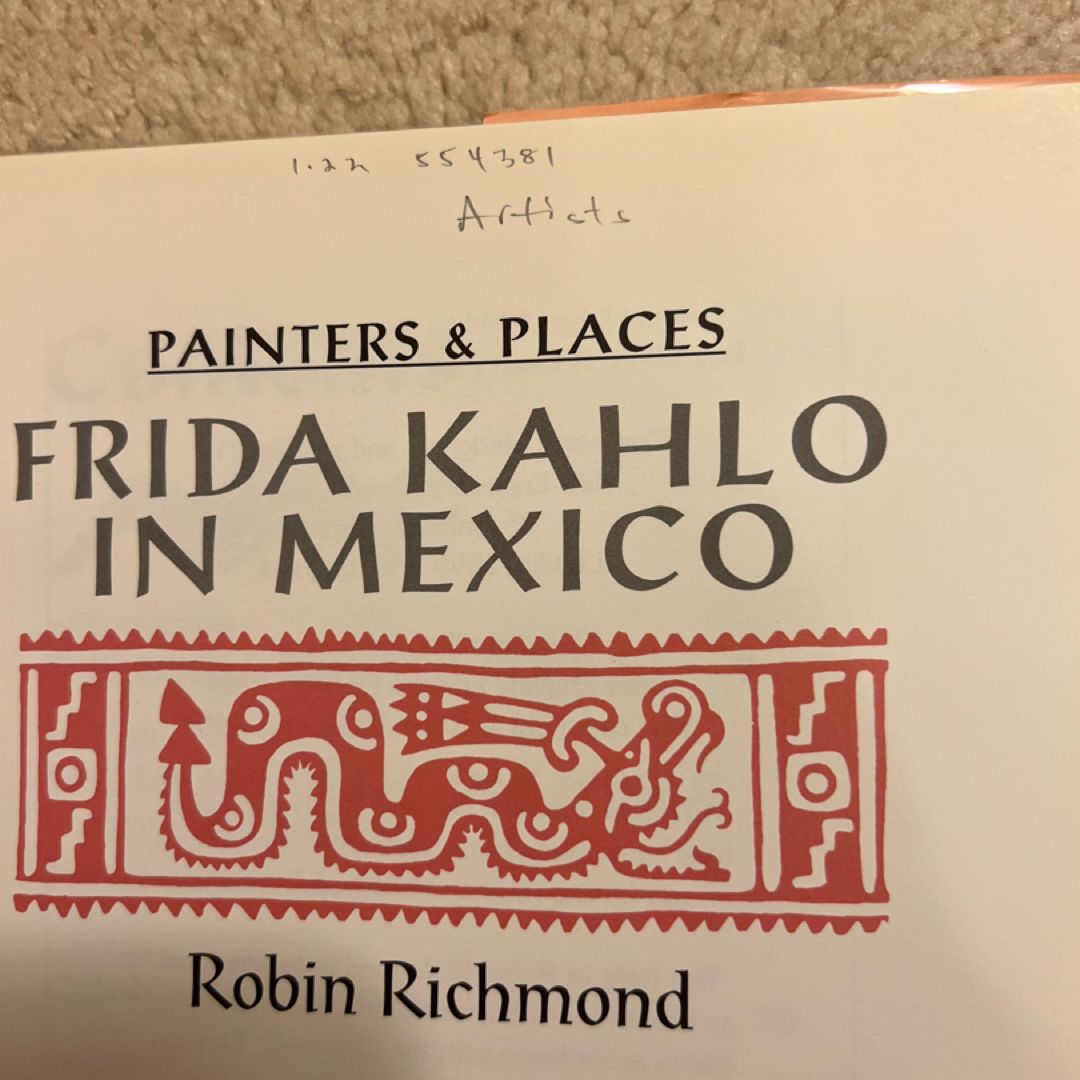 1.22 554381
Artists
PAINTERS & PLACES
FRIDA KAHLO
IN MEXICO
Robin Richmond